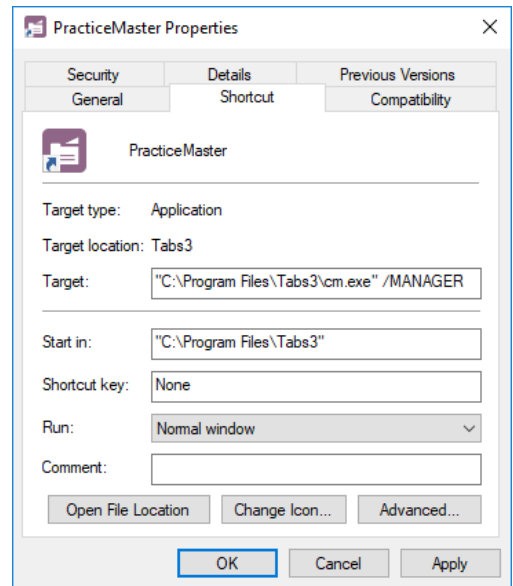 PracticeMaster Properties
Security Details Previous Versions
General Shortcut Compatibility
PracticeMaster
Target type: Application
Target location: Tabs3
Target: "C:\Program Files\Tabs3\cm.exe" /MANAGER
Start in: "C:\Program Files\Tabs3"
Shortcut key: None
Run: Normal window
Comment:
Open File Location Change Icon... Advanced...
OK Cancel Apply